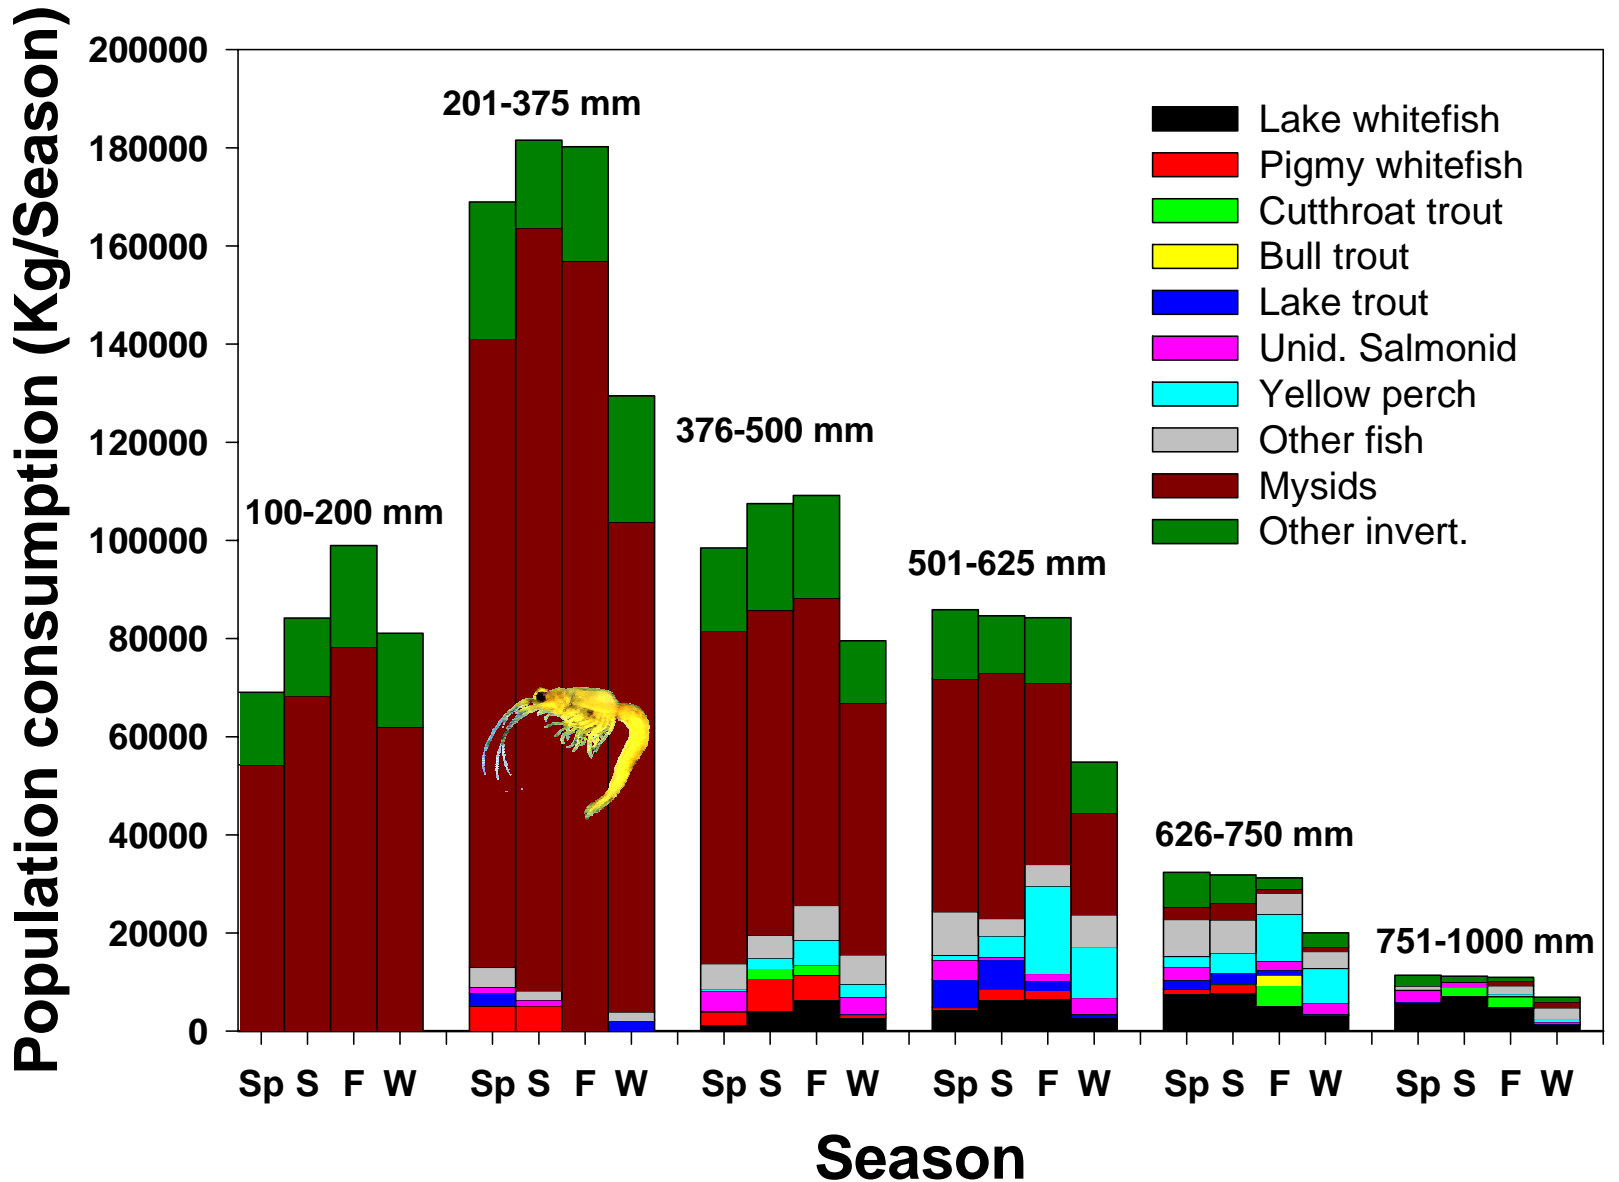 Population consumption (Kg/Season)
200000
180000
160000
140000
120000
100000
80000
60000
40000
20000
0
100-200 mm
201-375 mm
376-500 mm
501-625 mm
626-750 mm
751-1000 mm
Lake whitefish
Pigmy whitefish
Cutthroat trout
Bull trout
Lake trout
Unid. Salmonid
Yellow perch
Other fish
Mysids
Other invert.
Sp S F W Sp S F W Sp S F W Sp S F W Sp S F W Sp S F W
Season